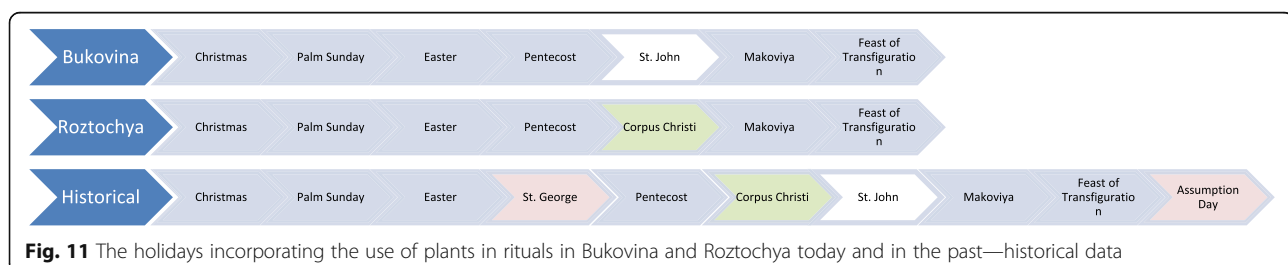 Bukovina
Christmas
Palm Sunday
Easter
Pentecost
St. John
Makoviya
Feast of
Transfiguratio
n
Roztochya
Christmas
Palm Sunday
Easter
Pentecost
Corpus Christi
Makoviya
Feast of
Transfiguratio
n
Historical
Christmas
Palm Sunday
Easter
St. George
Pentecost
Corpus Christi
St. John
Makoviya
Feast of
Transfiguratio
n
Assumption
Day
Fig. 11 The holidays incorporating the use of plants in rituals in Bukovina and Roztochya today and in the past—historical data